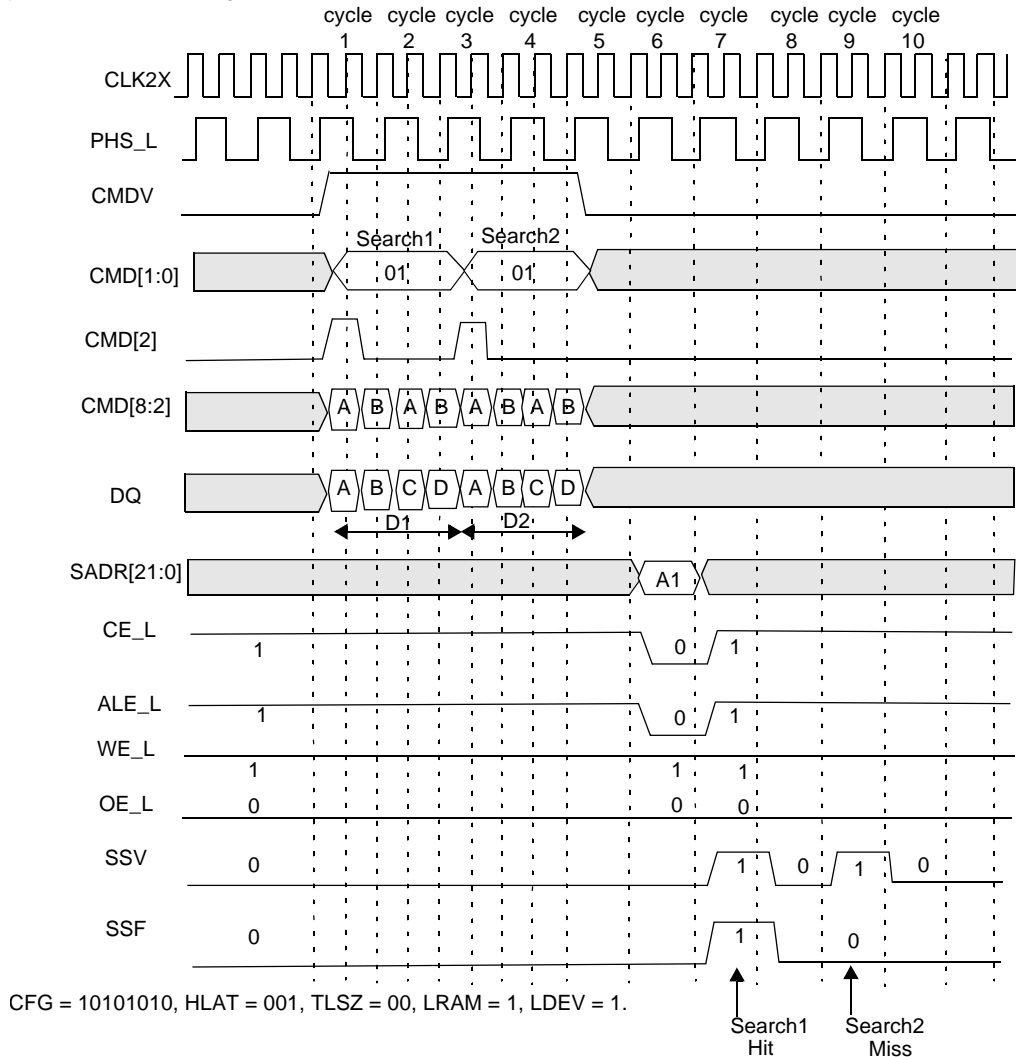 cycle cycle cycle cycle cycle cycle cycle cycle cycle cycle
1 2 3 4 5 6 7 8 9 10
CLK2X
PHS_L
CMDV
Search1 Search2
CMD[1:0] 01 01
CMD[2]
CMD[8:2] A B A B A B A B
DQ A B C D A B C D
D1 D2
SADR[21:0] A1
CE_L 1 0 1
ALE_L 1 0 1
WE_L 1 1 1
OE_L 0 0 0
SSV 0 1 0 1 0
SSF 0 1 0
CFG = 10101010, HLAT = 001, TLSZ = 00, LRAM = 1, LDEV = 1.
Search1 Search2
Hit Miss